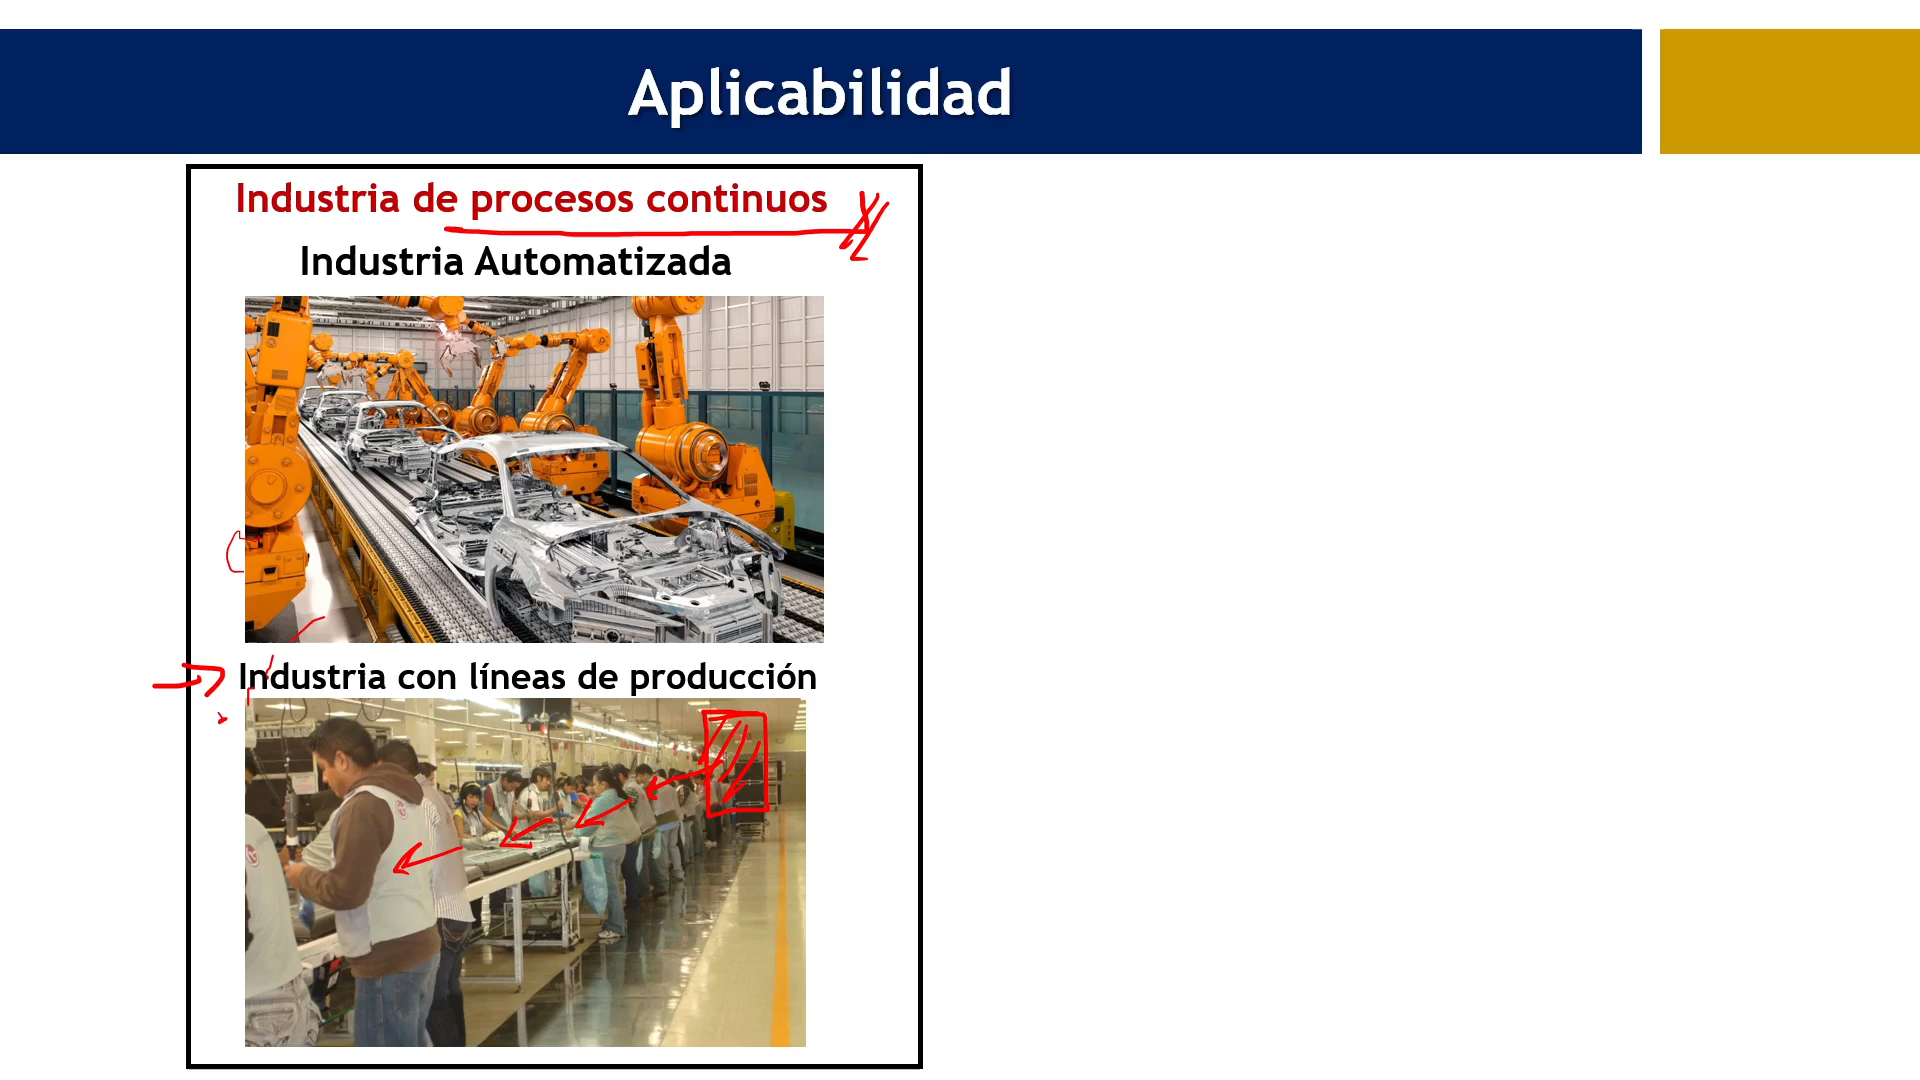 Aplicabilidad
Industria de procesos continuos
Industria Automatizada
Industria con líneas de producción